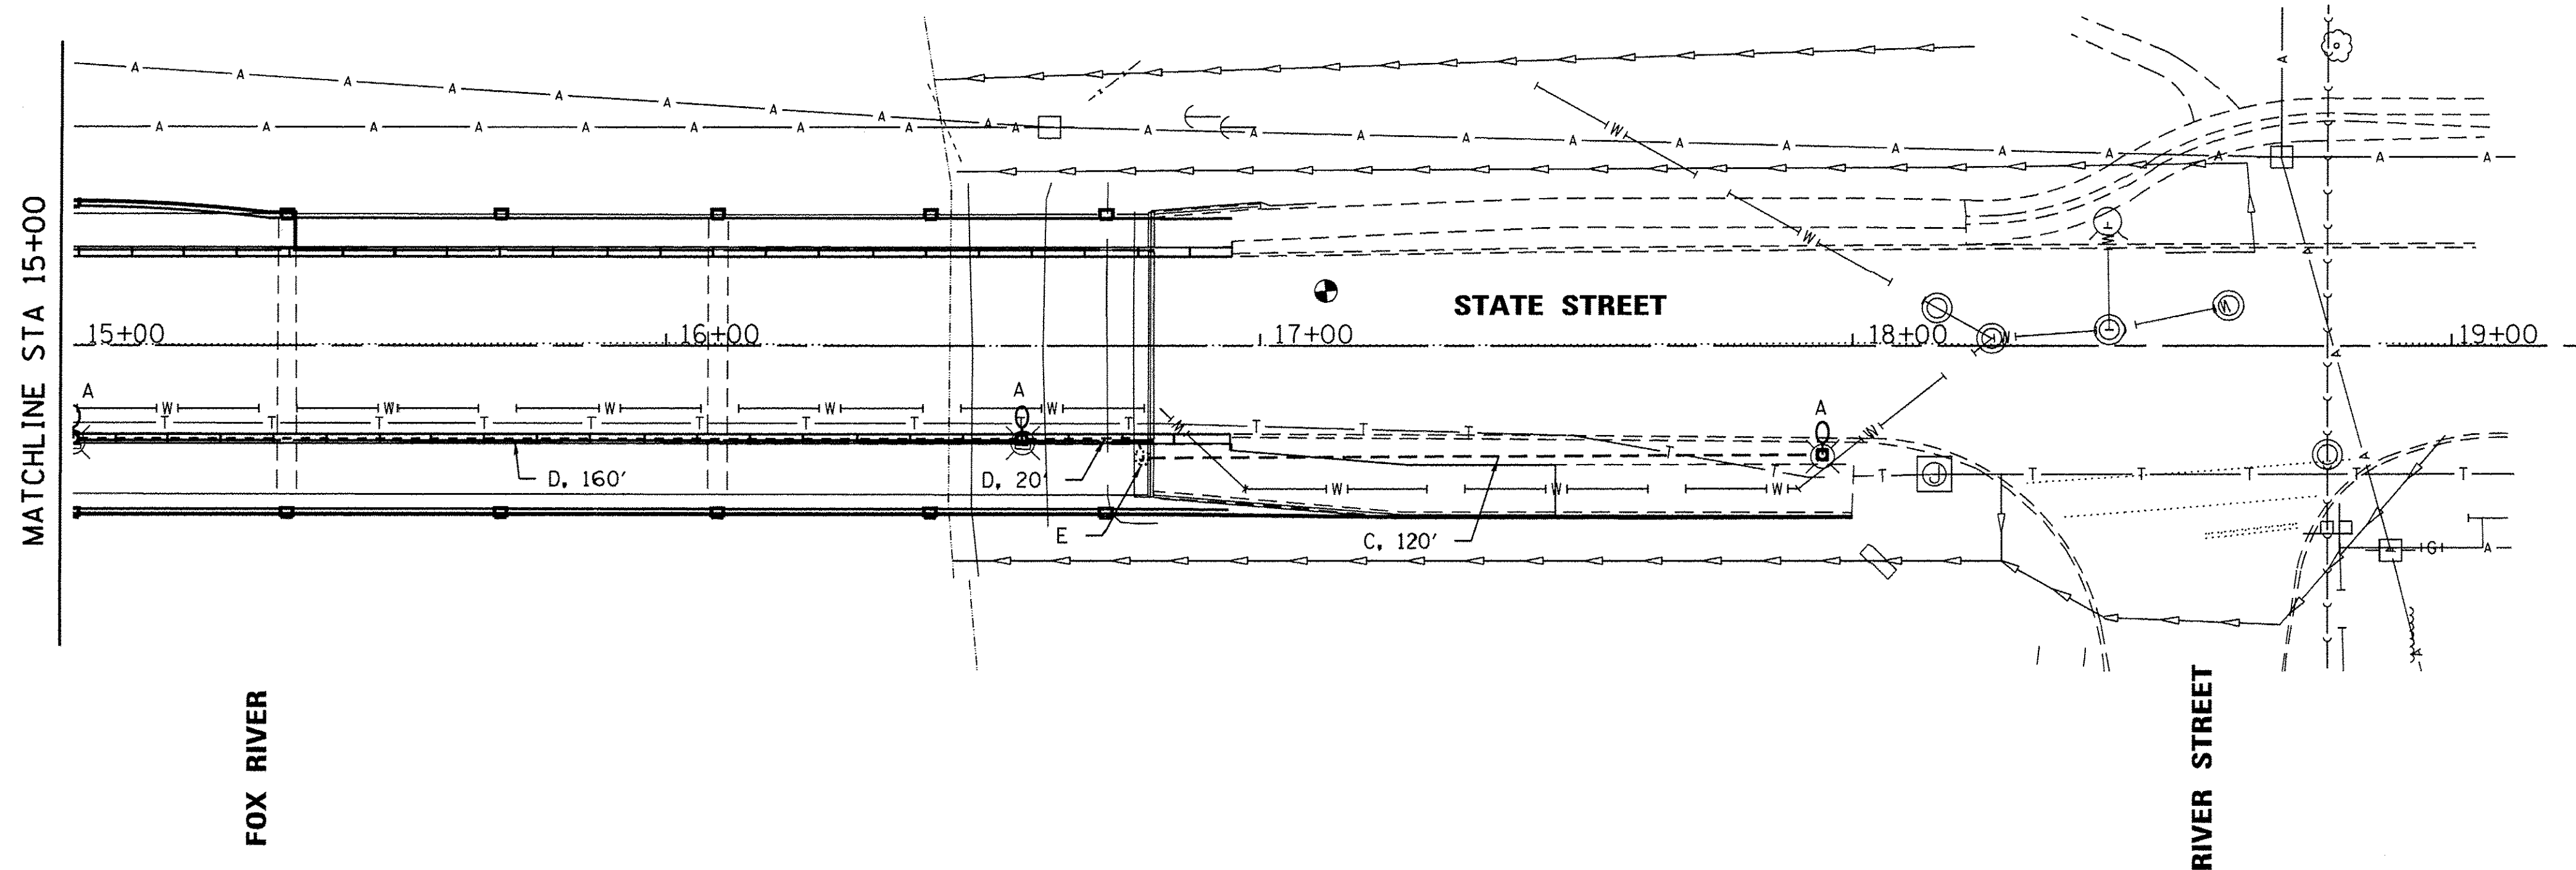 MATCHLINE STA 15+00
STATE STREET
15+00
16+00
17+00
18+00
19+00
A
A
A
D, 160'
D, 20'
E
C, 120'
J
FOX RIVER
RIVER STREET